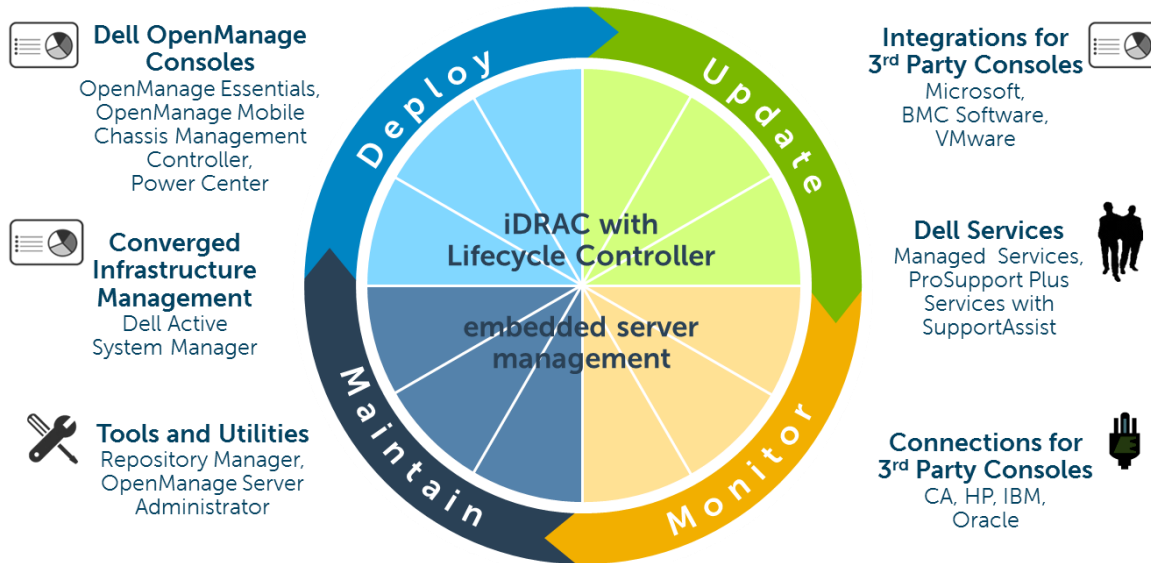 Dell OpenManage
Consoles
OpenManage Essentials,
OpenManage Mobile
Chassis Management
Controller,
Power Center
Converged
Infrastructure
Management
Dell Active
System Manager
Tools and Utilities
Repository Manager,
OpenManage Server
Administrator
Deploy
Update
Maintain
Monitor
iDRAC with
Lifecycle Controller
embedded server
management
Integrations for
3rd Party Consoles
Microsoft,
BMC Software,
VMware
Dell Services
Managed Services,
ProSupport Plus
Services with
SupportAssist
Connections for
3rd Party Consoles
CA, HP, IBM,
Oracle